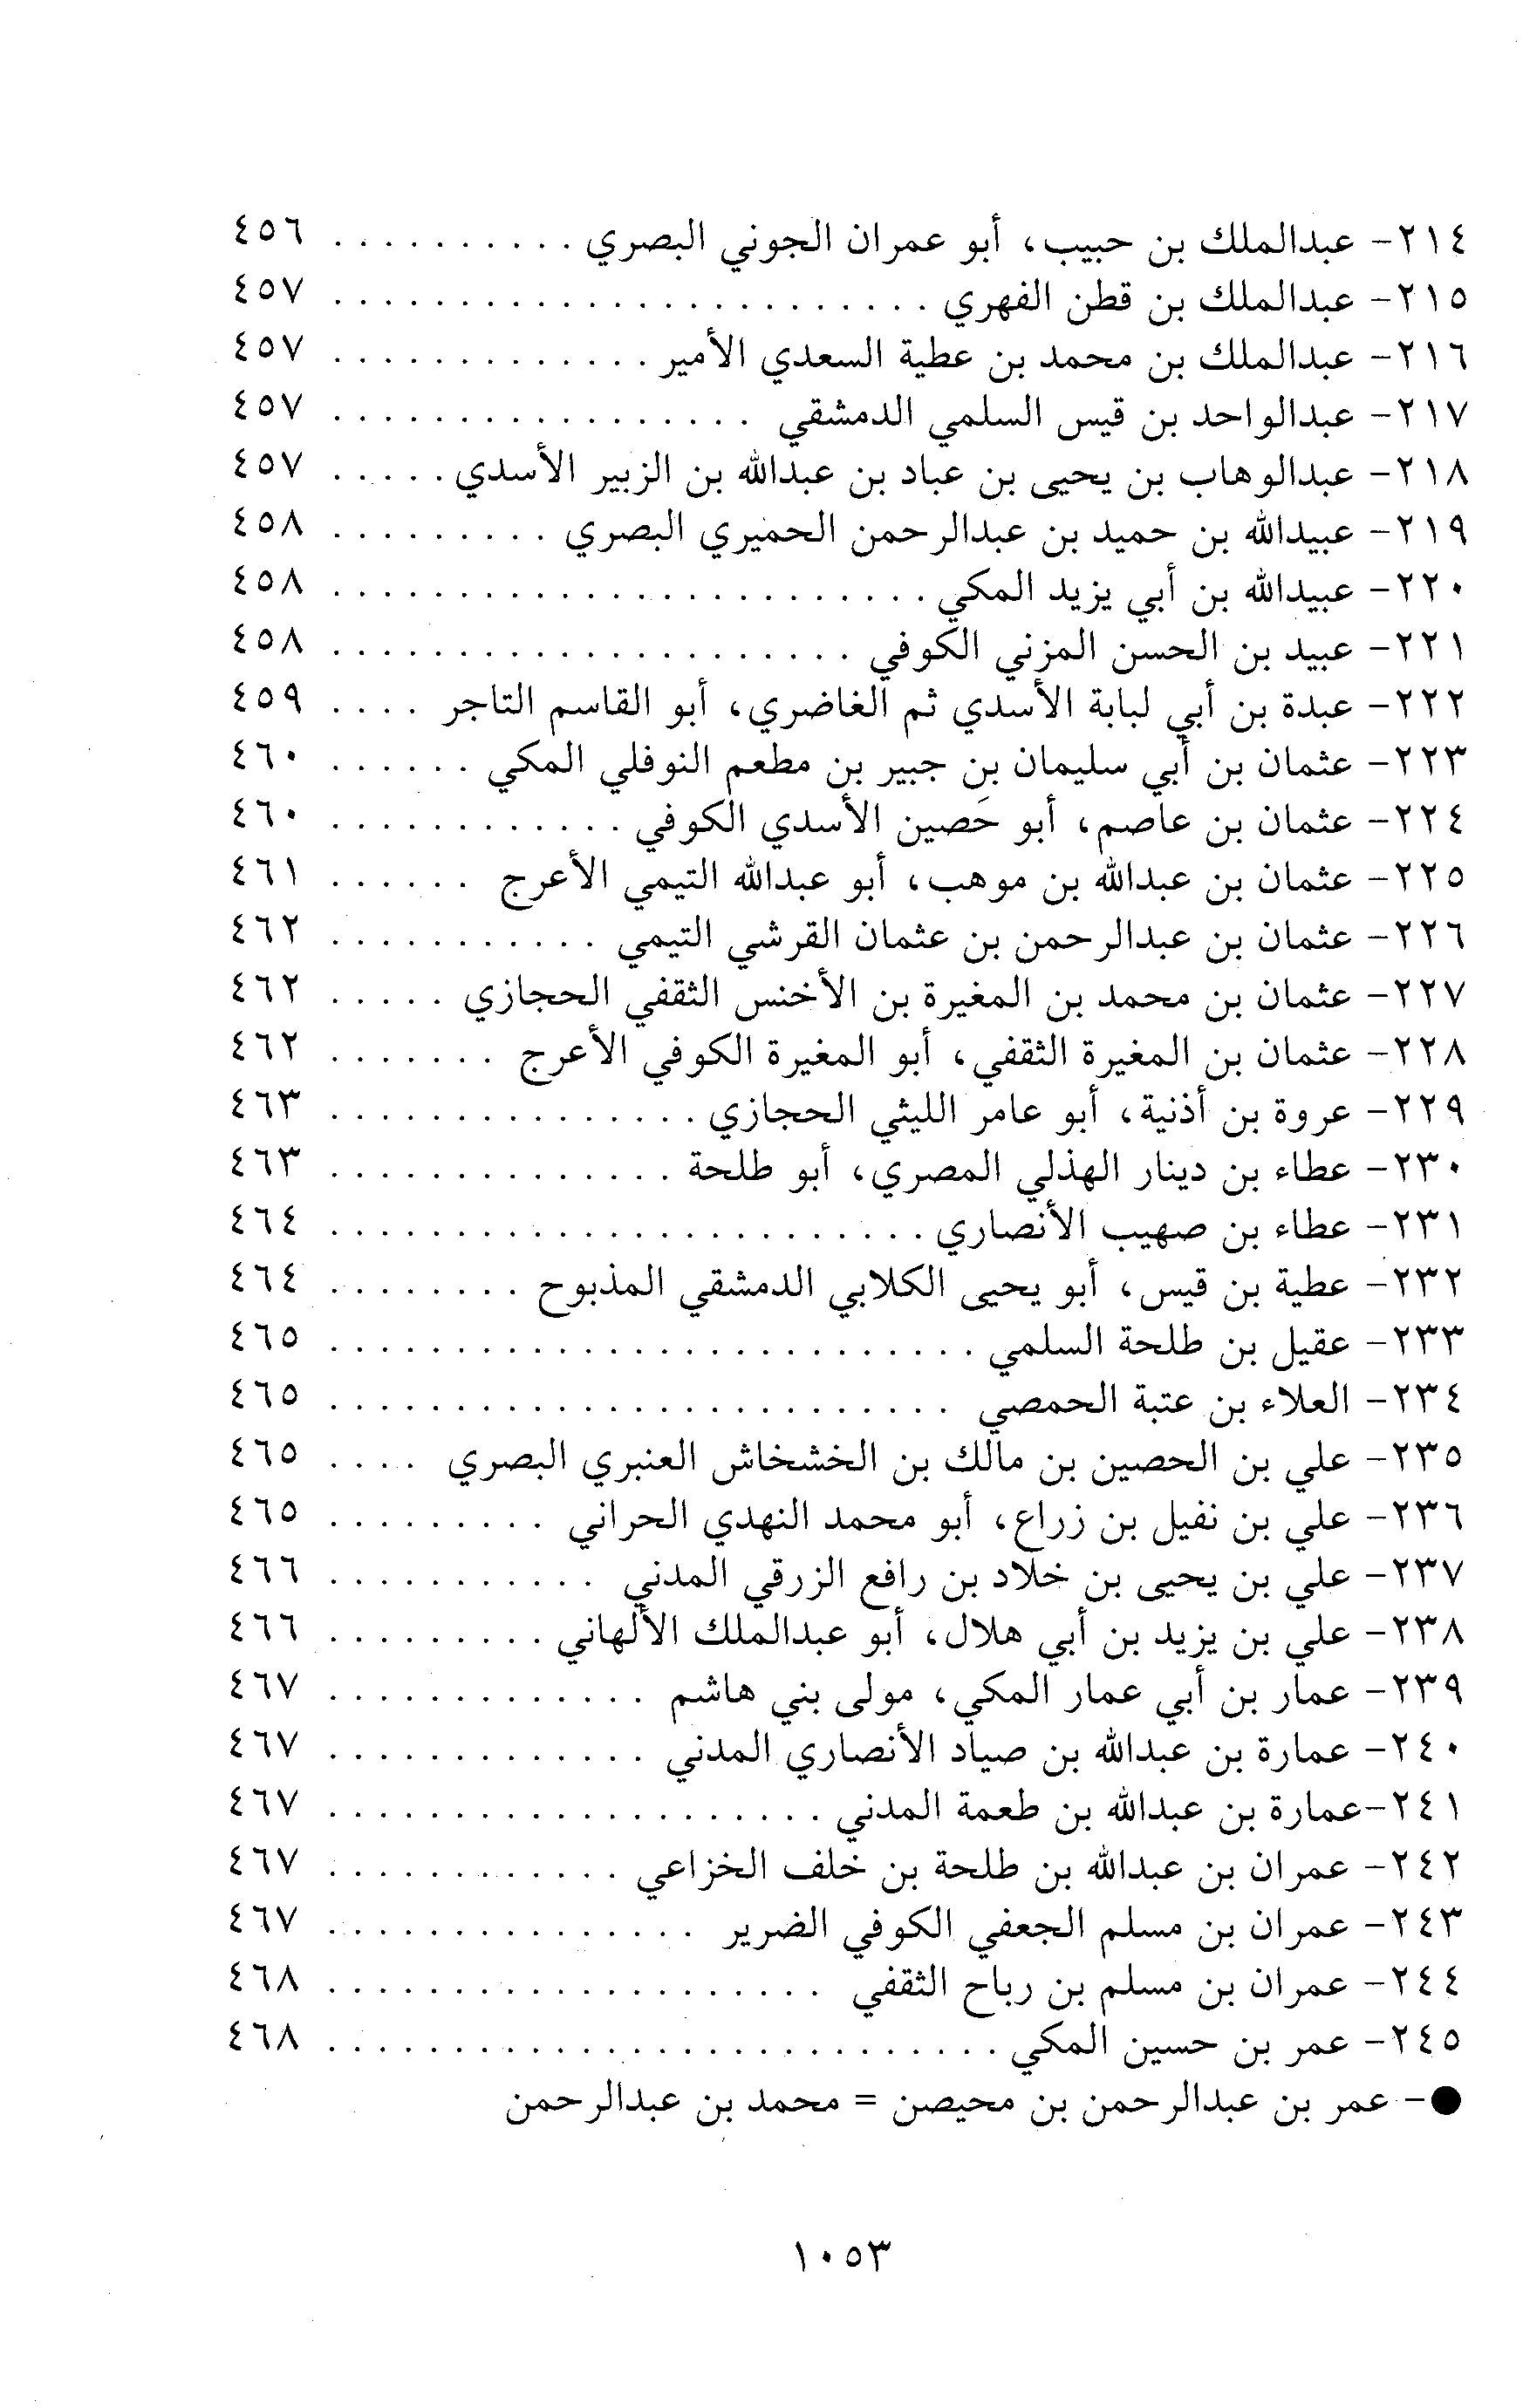 ٢١٤- عبدالملك بن حبيب، أبو عمران الجوني البصري . . . . . . . . . . ٤٥٦
٢١٥- عبدالملك بن قطن الفهري . . . . . . . . . . . . . . . . . . . . . . . . ٤٥٧
٢١٦- عبدالملك بن محمد بن عطية السعدي الأمير . . . . . . . . . . . . . ٤٥٧
٢١٧- عبدالواحد بن قيس السلمي الدمشقي . . . . . . . . . . . . . . . . . ٤٥٧
٢١٨- عبدالوهاب بن يحيى بن عباد بن عبدالله بن الزبير الأسدي . . . . . ٤٥٧
٢١٩- عبيدالله بن حميد بن عبدالرحمن الحميري البصري . . . . . . . . . ٤٥٨
٢٢٠- عبيدالله بن أبي يزيد المكي . . . . . . . . . . . . . . . . . . . . . . . . ٤٥٨
٢٢١- عبيد بن الحسن المزني الكوفي . . . . . . . . . . . . . . . . . . . . . ٤٥٨
٢٢٢- عبدة بن أبي لبابة الأسدي ثم الغاضري، أبو القاسم التاجر . . . . ٤٥٩
٢٢٣- عثمان بن أبي سليمان بن جبير بن مطعم النوفلي المكي . . . . . . ٤٦٠
٢٢٤- عثمان بن عاصم، أبو حَصين الأسدي الكوفي . . . . . . . . . . . . ٤٦٠
٢٢٥- عثمان بن عبدالله بن موهب، أبو عبدالله التيمي الأعرج . . . . . . ٤٦١
٢٢٦- عثمان بن عبدالرحمن بن عثمان القرشي التيمي . . . . . . . . . . . ٤٦٢
٢٢٧- عثمان بن محمد بن المغيرة بن الأخنس الثقفي الحجازي . . . . . ٤٦٢
٢٢٨- عثمان بن المغيرة الثقفي، أبو المغيرة الكوفي الأعرج . . . . . . . ٤٦٢
٢٢٩- عروة بن أذنية، أبو عامر الليثي الحجازي . . . . . . . . . . . . . . . ٤٦٣
٢٣٠- عطاء بن دينار الهذلي المصري، أبو طلحة . . . . . . . . . . . . . . ٤٦٣
٢٣١- عطاء بن صهيب الأنصاري . . . . . . . . . . . . . . . . . . . . . . . . ٤٦٤
٢٣٢- عطية بن قيس، أبو يحيى الكلابي الدمشقي المذبوح . . . . . . . . ٤٦٤
٢٣٣- عقيل بن طلحة السلمي . . . . . . . . . . . . . . . . . . . . . . . . . . ٤٦٥
٢٣٤- العلاء بن عتبة الحمصي . . . . . . . . . . . . . . . . . . . . . . . . . ٤٦٥
٢٣٥- علي بن الحصين بن مالك بن الخشخاش العنبري البصري . . . . ٤٦٥
٢٣٦- علي بن نفيل بن زراع، أبو محمد النهدي الحراني . . . . . . . . . ٤٦٥
٢٣٧- علي بن يحيى بن خلاد بن رافع الزرقي المدني . . . . . . . . . . . ٤٦٦
٢٣٨- علي بن يزيد بن أبي هلال، أبو عبدالملك الألهاني . . . . . . . . . ٤٦٦
٢٣٩- عمار بن أبي عمار المكي، مولى بني هاشم . . . . . . . . . . . . . ٤٦٧
٢٤٠- عمارة بن عبدالله بن صياد الأنصاري المدني . . . . . . . . . . . . . ٤٦٧
٢٤١-عمارة بن عبدالله بن طعمة المدني . . . . . . . . . . . . . . . . . . . . ٤٦٧
٢٤٢- عمران بن عبدالله بن طلحة بن خلف الخزاعي . . . . . . . . . . . . ٤٦٧
٢٤٣- عمران بن مسلم الجعفي الكوفي الضرير . . . . . . . . . . . . . . . ٤٦٧
٢٤٤- عمران بن مسلم بن رباح الثقفي . . . . . . . . . . . . . . . . . . . . ٤٦٨
٢٤٥- عمر بن حسين المكي . . . . . . . . . . . . . . . . . . . . . . . . . . . ٤٦٨
●- عمر بن عبدالرحمن بن محيصن = محمد بن عبدالرحمن
١٠٥٣